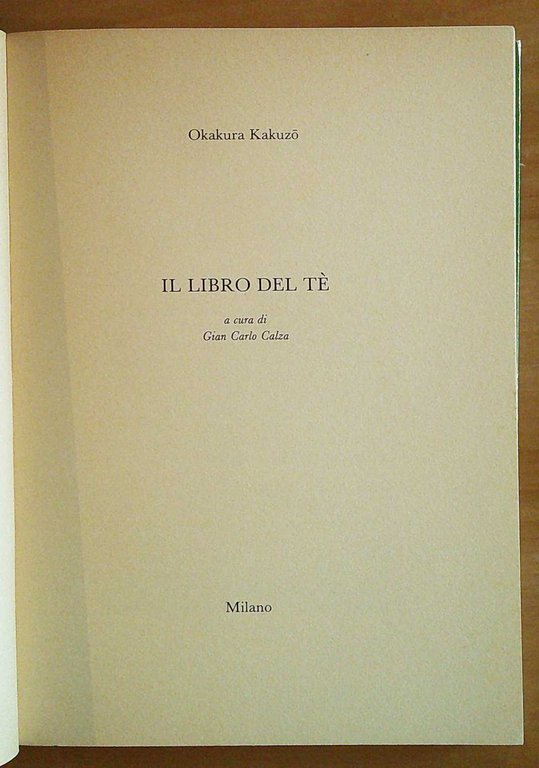 Okakura Kakuzō
IL LIBRO DEL TÈ
a cura di
Gian Carlo Calza
Milano